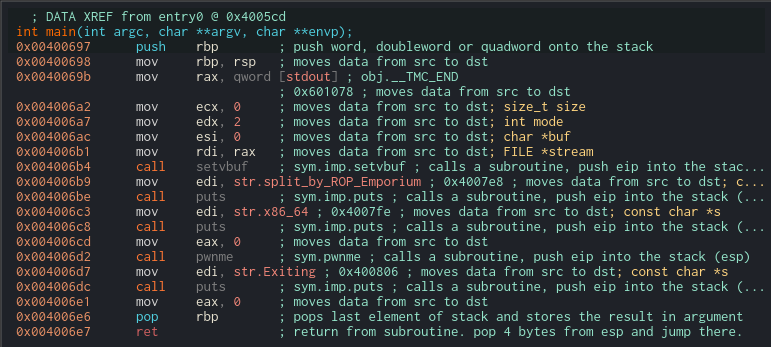 ; DATA XREF from entry0 @ 0x4005cd
int main(int argc, char **argv, char **envp);
0x00400697 push rbp ; push word, doubleword or quadword onto the stack
0x00400698 mov rbp, rsp ; moves data from src to dst
0x0040069b mov rax, qword [stdout] ; obj.__TMC_END
; 0x601078 ; moves data from src to dst
0x004006a2 mov ecx, 0 ; moves data from src to dst; size_t size
0x004006a7 mov edx, 2 ; moves data from src to dst; int mode
0x004006ac mov esi, 0 ; moves data from src to dst; char *buf
0x004006b1 mov rdi, rax ; moves data from src to dst; FILE *stream
0x004006b4 call setvbuf ; sym.imp.setvbuf ; calls a subroutine, push eip into the stac...
0x004006b9 mov edi, str.split_by_ROP_Emporium ; 0x4007e8 ; moves data from src to dst; c...
0x004006be call puts ; sym.imp.puts ; calls a subroutine, push eip into the stack (...
0x004006c3 mov edi, str.x86_64 ; 0x4007fe ; moves data from src to dst; const char *s
0x004006c8 call puts ; sym.imp.puts ; calls a subroutine, push eip into the stack (...
0x004006cd mov eax, 0 ; moves data from src to dst
0x004006d2 call pwnme ; sym.pwnme ; calls a subroutine, push eip into the stack (esp)
0x004006d7 mov edi, str.Exiting ; 0x400806 ; moves data from src to dst; const char *s
0x004006dc call puts ; sym.imp.puts ; calls a subroutine, push eip into the stack (...
0x004006e1 mov eax, 0 ; moves data from src to dst
0x004006e6 pop rbp ; pops last element of stack and stores the result in argument
0x004006e7 ret ; return from subroutine. pop 4 bytes from esp and jump there.